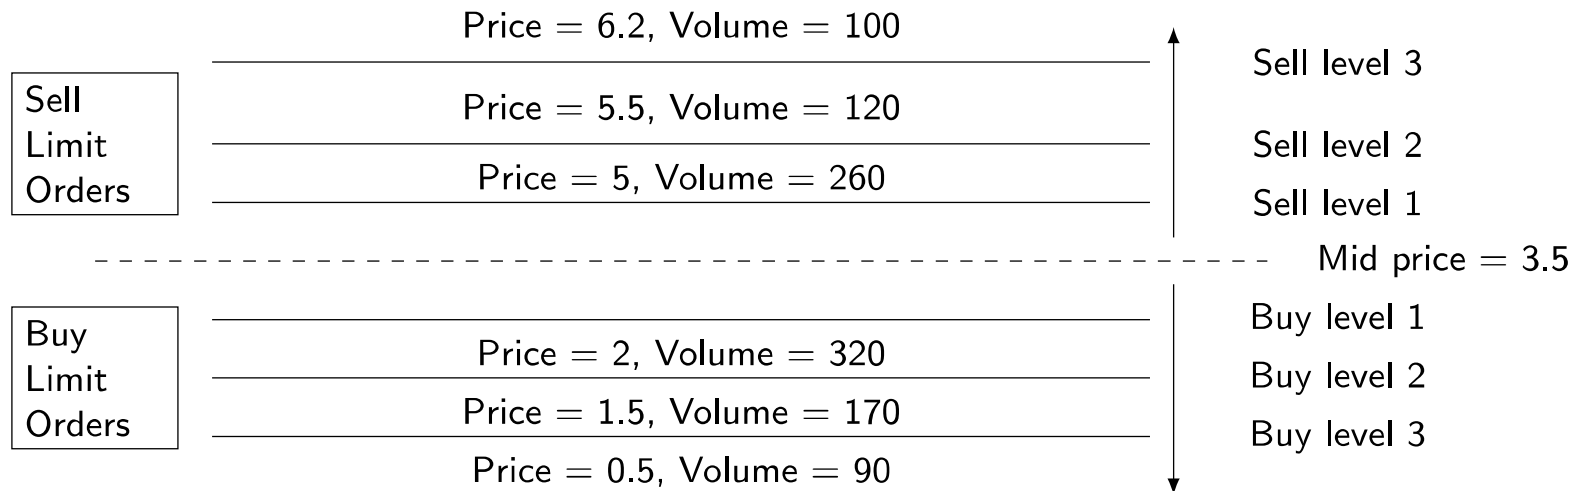 Price = 6.2, Volume = 100
Sell level 3
Sell
Limit
Orders
Price = 5.5, Volume = 120
Sell level 2
Price = 5, Volume = 260
Sell level 1
Mid price = 3.5
Buy level 1
Buy
Limit
Orders
Price = 2, Volume = 320
Buy level 2
Price = 1.5, Volume = 170
Buy level 3
Price = 0.5, Volume = 90